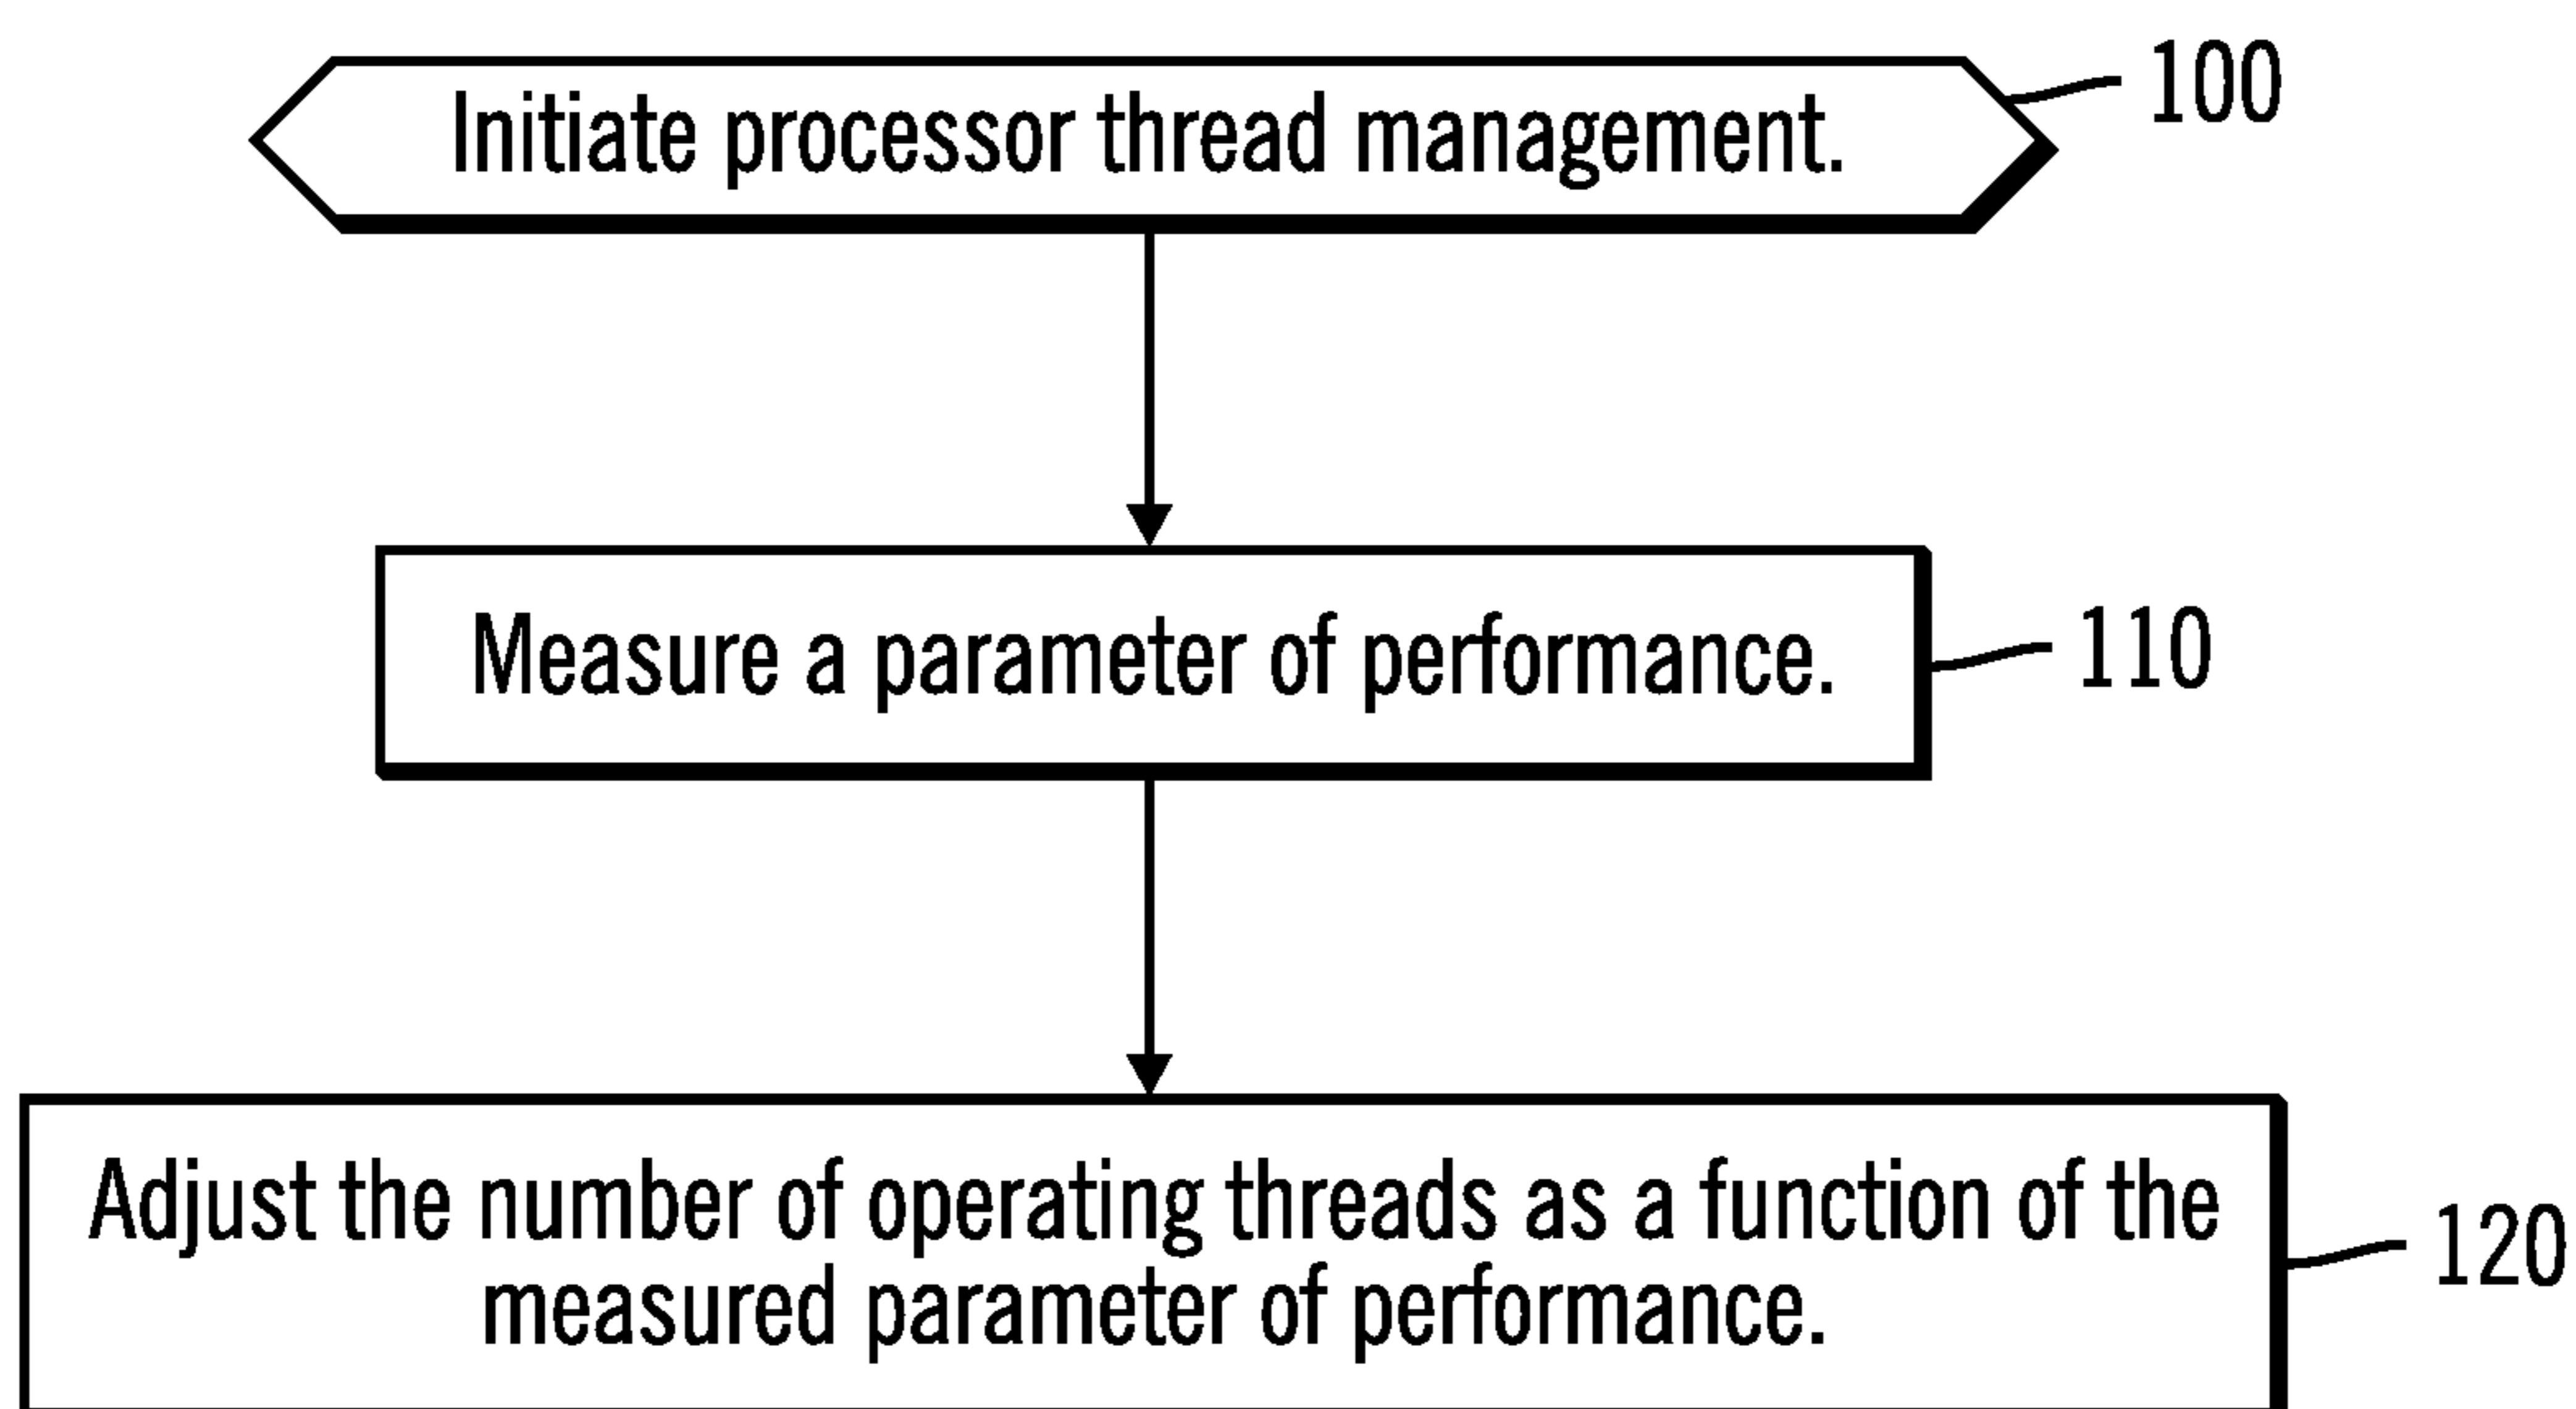 Initiate processor thread management.
100
Measure a parameter of performance.
110
Adjust the number of operating threads as a function of the
measured parameter of performance.
120